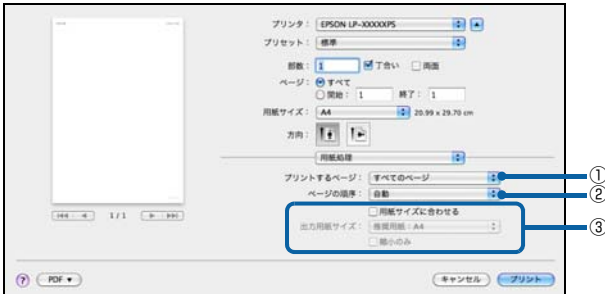 プリンタ： EPSON LP-XXXXXPS
プリセット： 標準
部数： 1 丁合い 両面
ページ： すべて
開始： 1 終了： 1
用紙サイズ： A4 20.99 x 29.70 cm
方向：
用紙処理
プリントするページ： すべてのページ ①
ページの順序： 自動 ②
用紙サイズに合わせる
出力用紙サイズ： 推奨用紙：A4 ③
縮小のみ
1 / 1
? PDF キャンセル プリント